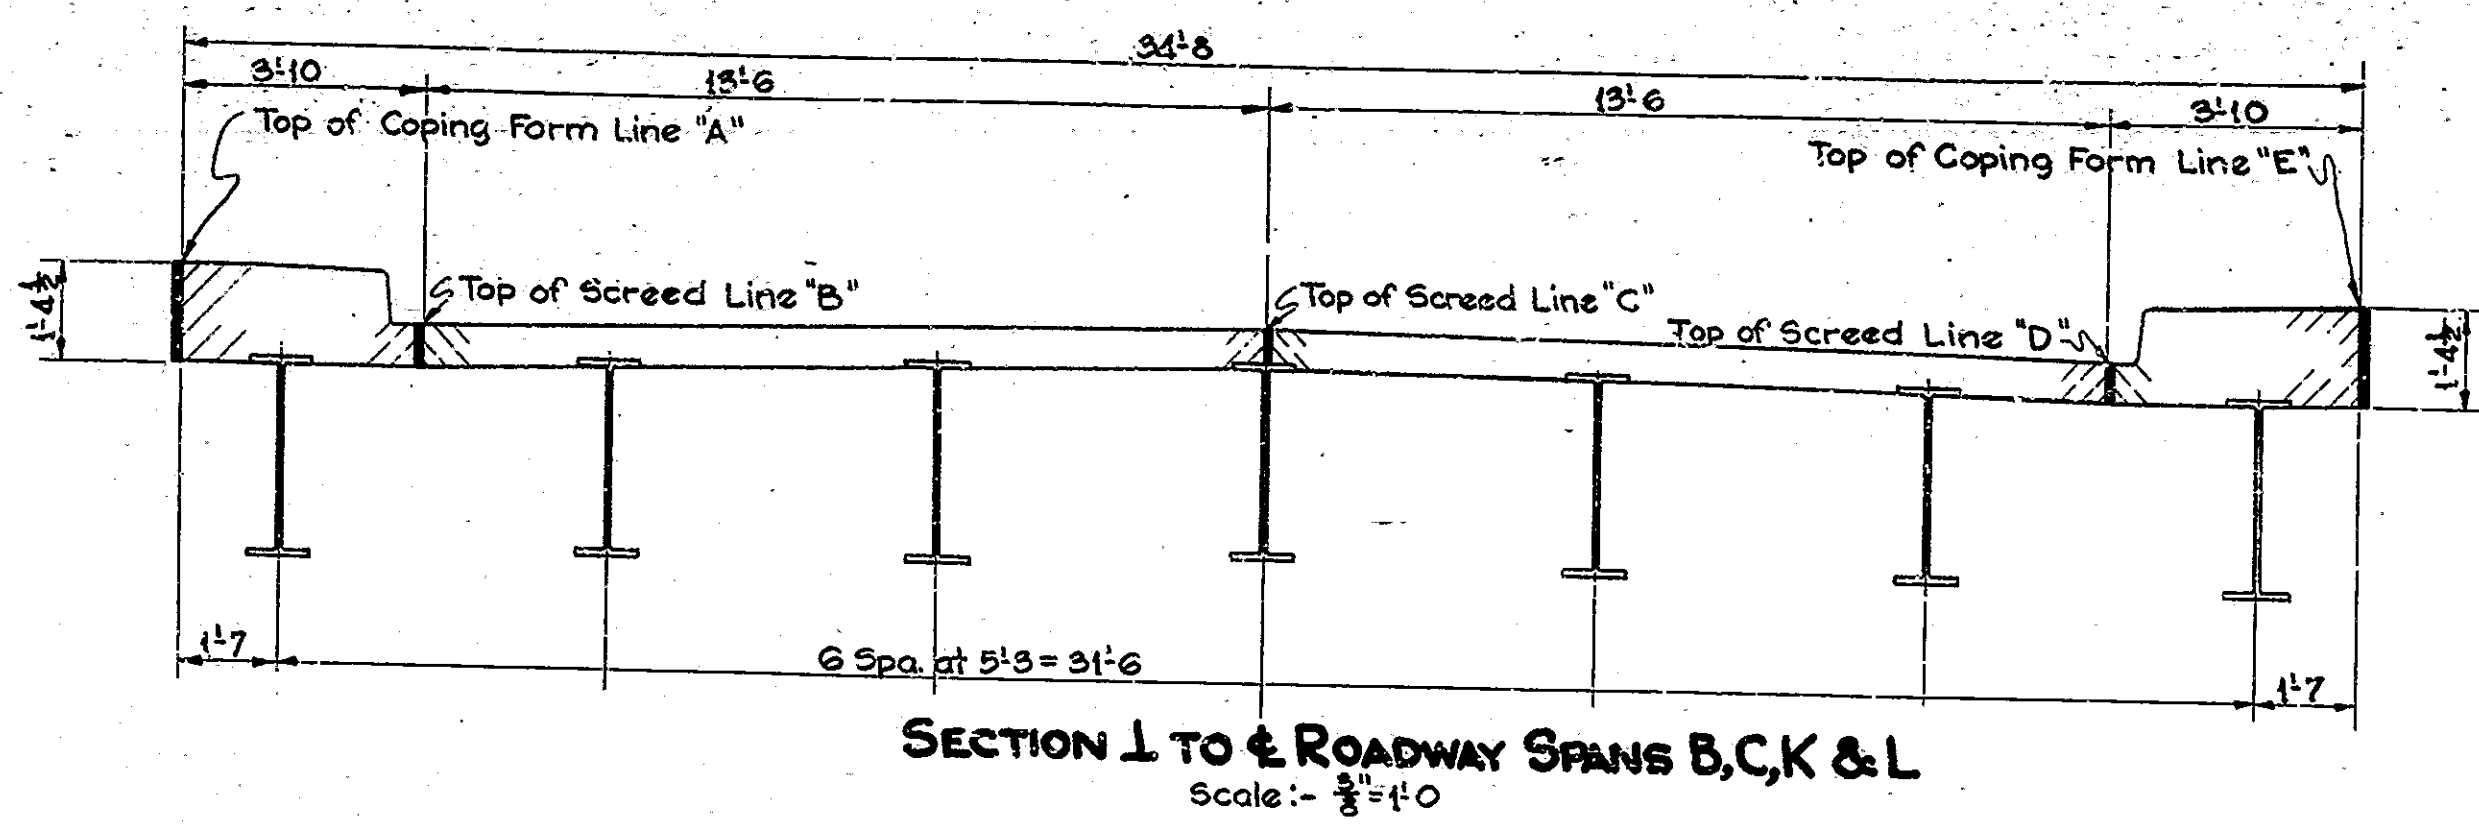 34'-8
3'-10
13'-6
13'-6
3'-10
Top of Coping Form Line "A"
Top of Coping Form Line "E"
1'-4½
Top of Screed Line "B"
Top of Screed Line "C"
Top of Screed Line "D"
1'-4½
1'-7
6 Spa. at 5'-3 = 31'-6
1'-7
SECTION ⊥ TO ℄ ROADWAY SPANS B,C,K & L
Scale:- 3/8" = 1'-0